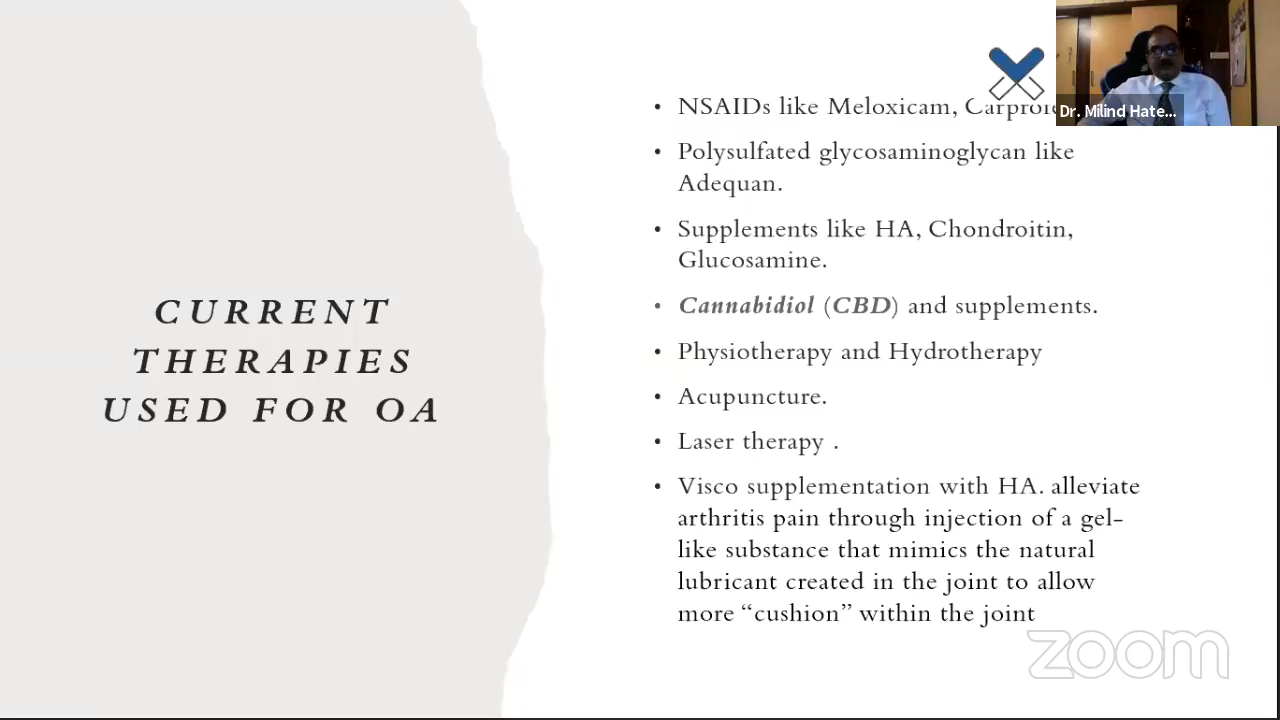 CURRENT
THERAPIES
USED FOR OA
• NSAIDs like Meloxicam,
• Polysulfated glycosaminoglycan like
Adequan.
• Supplements like HA, Chondroitin,
Glucosamine.
• Cannabidiol (CBD) and supplements.
• Physiotherapy and Hydrotherapy
• Acupuncture.
• Laser therapy .
• Visco supplementation with HA. alleviate
arthritis pain through injection of a gel-
like substance that mimics the natural
lubricant created in the joint to allow
more “cushion” within the joint
Dr. Milind Hate...
zoom